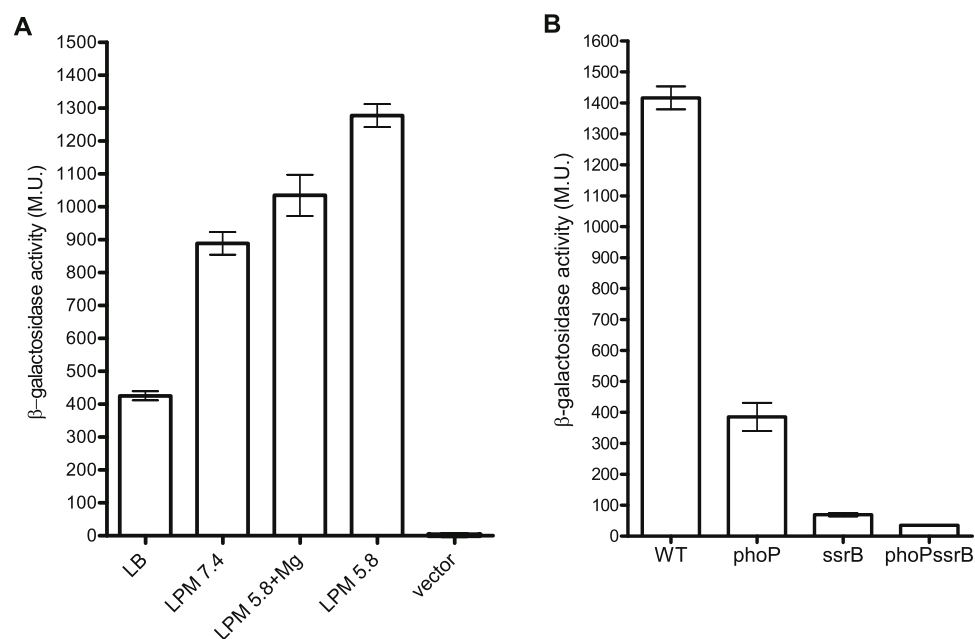 A
β–galactosidase activity (M.U.)
1500
1400
1300
1200
1100
1000
900
800
700
600
500
400
300
200
100
0
LB
LPM 7.4
LPM 5.8+Mg
LPM 5.8
vector
B
β-galactosidase activity (M.U.)
1600
1500
1400
1300
1200
1100
1000
900
800
700
600
500
400
300
200
100
0
WT
phoP
ssrB
phoPssrB